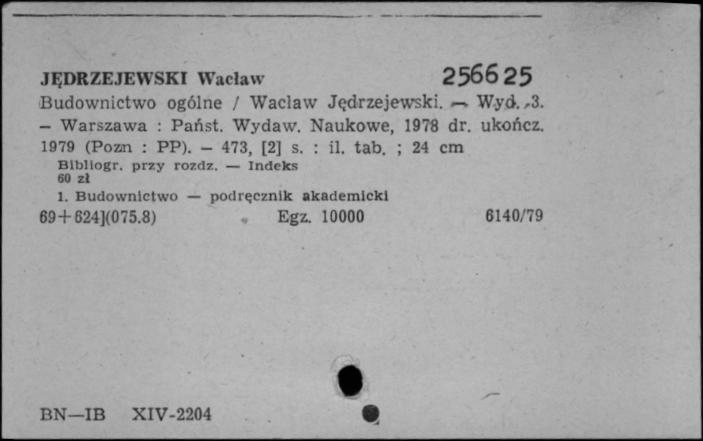 JĘDRZEJEWSKI Wacław 256625
Budownictwo ogólne / Wacław Jędrzejewski. — Wyd. 3.
— Warszawa : Państ. Wydaw. Naukowe, 1978 dr. ukończ.
1979 (Pozn : PP). — 473, [2] s. : il. tab. ; 24 cm
Bibliogr. przy rozdz. — Indeks
60 zł
1. Budownictwo — podręcznik akademicki
69+624](075.8) Egz. 10000 6140/79
BN—IB XIV-2204